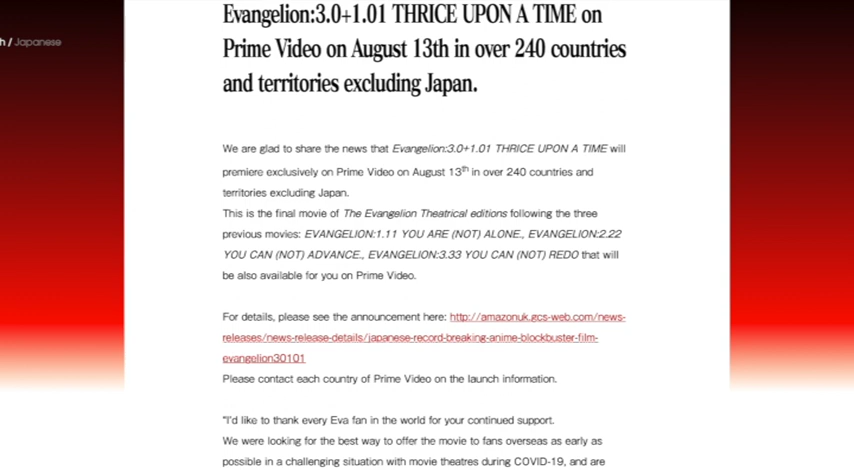 Evangelion:3.0+1.01 THRICE UPON A TIME on
Prime Video on August 13th in over 240 countries
and territories excluding Japan.
h / Japanese
We are glad to share the news that Evangelion:3.0+1.01 THRICE UPON A TIME will
premiere exclusively on Prime Video on August 13th in over 240 countries and
territories excluding Japan.
This is the final movie of The Evangelion Theatrical editions following the three
previous movies: EVANGELION:1.11 YOU ARE (NOT) ALONE., EVANGELION:2.22
YOU CAN (NOT) ADVANCE., EVANGELION:3.33 YOU CAN (NOT) REDO that will
be also available for you on Prime Video.
For details, please see the announcement here: http://amazonuk.gcs-web.com/news-
releases/news-release-details/japanese-record-breaking-anime-blockbuster-film-
evangelion30101
Please contact each country of Prime Video on the launch information.
"I'd like to thank every Eva fan in the world for your continued support.
We were looking for the best way to offer the movie to fans overseas as early as
possible in a challenging situation with movie theatres during COVID-19, and are